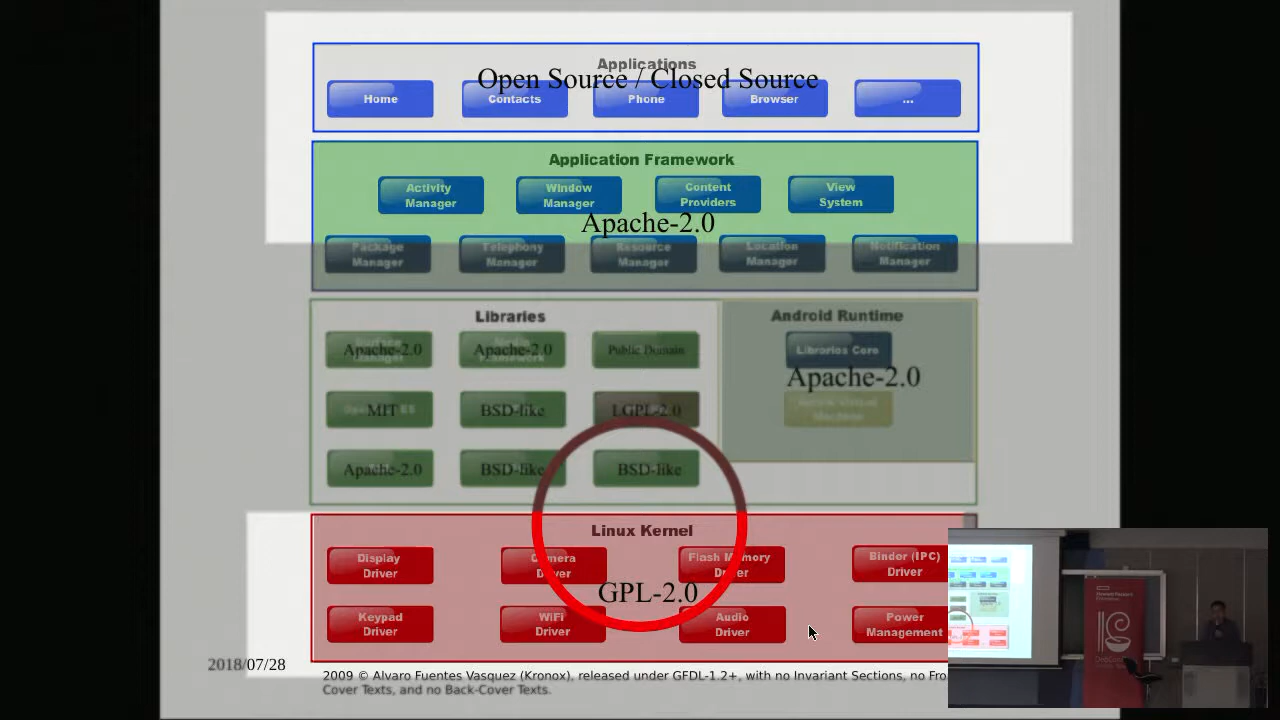 Applications
Open Source / Closed Source
Home Contacts Phone Browser ...
Application Framework
Activity Manager Window Manager Content Providers View System
Apache-2.0
Package Manager Telephony Manager Resource Manager Location Manager Notification Manager
Libraries
Android Runtime
Apache-2.0 Apache-2.0 Public Domain
Libraries Core
Apache-2.0
MIT BSD-like LGPL-2.0
Machine
Apache-2.0 BSD-like BSD-like
Linux Kernel
Display Driver Camera Driver Flash Memory Driver Binder (IPC) Driver
GPL-2.0
Keypad Driver WiFi Driver Audio Driver Power Management
2018/07/28
2009 © Alvaro Fuentes Vasquez (Kronox), released under GFDL-1.2+, with no Invariant Sections, no Fro
Cover Texts, and no Back-Cover Texts.